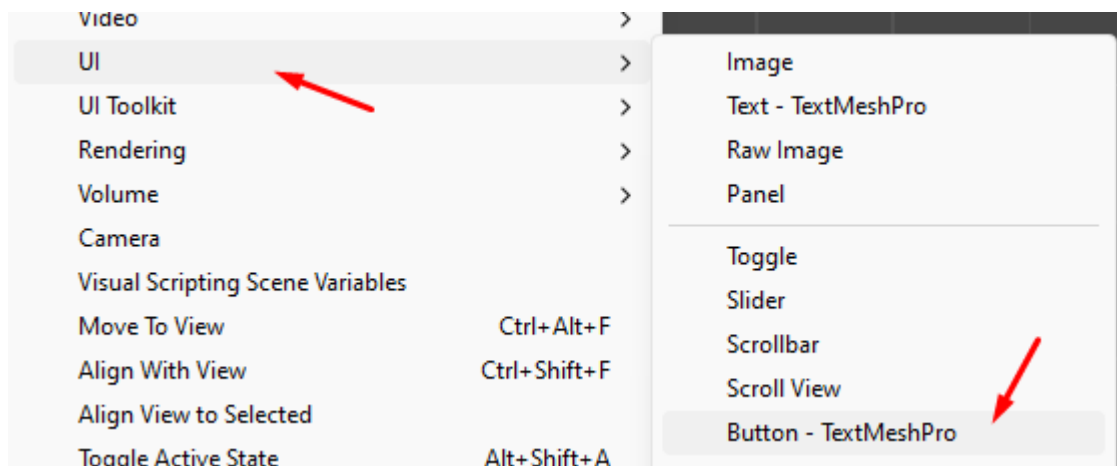 Video
UI
UI Toolkit
Rendering
Volume
Camera
Visual Scripting Scene Variables
Move To View Ctrl+Alt+F
Align With View Ctrl+Shift+F
Align View to Selected
Toggle Active State Alt+Shift+A
Image
Text - TextMeshPro
Raw Image
Panel
Toggle
Slider
Scrollbar
Scroll View
Button - TextMeshPro